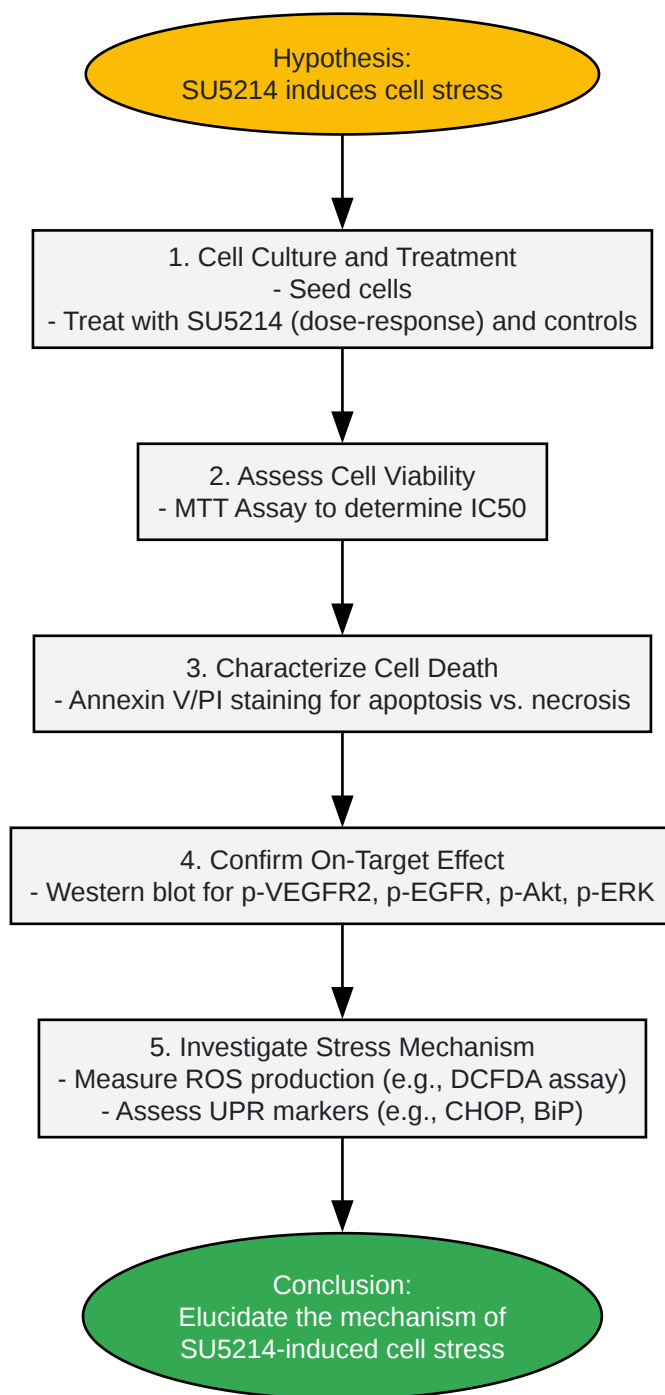 Hypothesis:
SU5214 induces cell stress
1. Cell Culture and Treatment
- Seed cells
- Treat with SU5214 (dose-response) and controls
2. Assess Cell Viability
- MTT Assay to determine IC50
3. Characterize Cell Death
- Annexin V/PI staining for apoptosis vs. necrosis
4. Confirm On-Target Effect
- Western blot for p-VEGFR2, p-EGFR, p-Akt, p-ERK
5. Investigate Stress Mechanism
- Measure ROS production (e.g., DCFDA assay)
- Assess UPR markers (e.g., CHOP, BiP)
Conclusion:
Elucidate the mechanism of
SU5214-induced cell stress